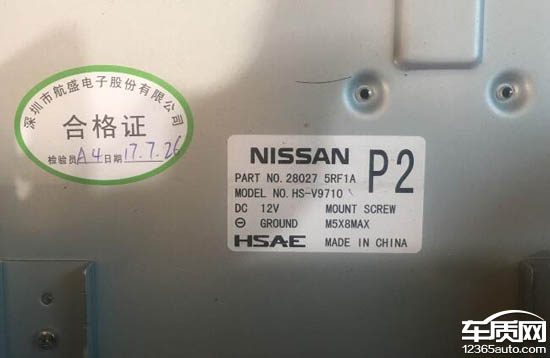 深圳市航盛电子股份有限公司
合格证
检验员A4日期17.7.26
NISSAN P2
PART NO. 28027 5RF1A
MODEL NO. HS-V9710
DC 12V MOUNT SCREW
⊖ GROUND M5X8MAX
HSAE MADE IN CHINA
车质网
12365auto.com